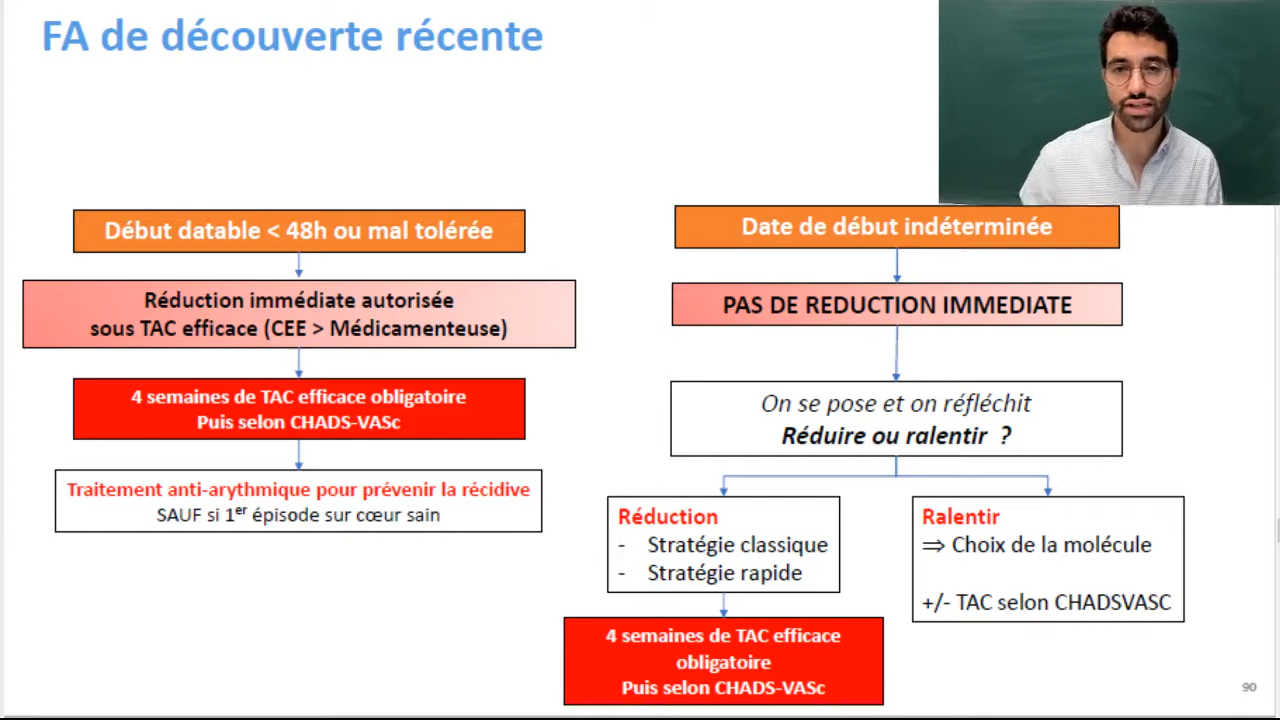 FA de découverte récente
Début datable < 48h ou mal tolérée
Réduction immédiate autorisée
sous TAC efficace (CEE > Médicamenteuse)
4 semaines de TAC efficace obligatoire
Puis selon CHADS-VASc
Traitement anti-arythmique pour prévenir la récidive
SAUF si 1er épisode sur cœur sain
Date de début indéterminée
PAS DE REDUCTION IMMEDIATE
On se pose et on réfléchit
Réduire ou ralentir ?
Réduction
- Stratégie classique
- Stratégie rapide
4 semaines de TAC efficace
obligatoire
Puis selon CHADS-VASc
Ralentir
⇒ Choix de la molécule
+/- TAC selon CHADSVASC
90